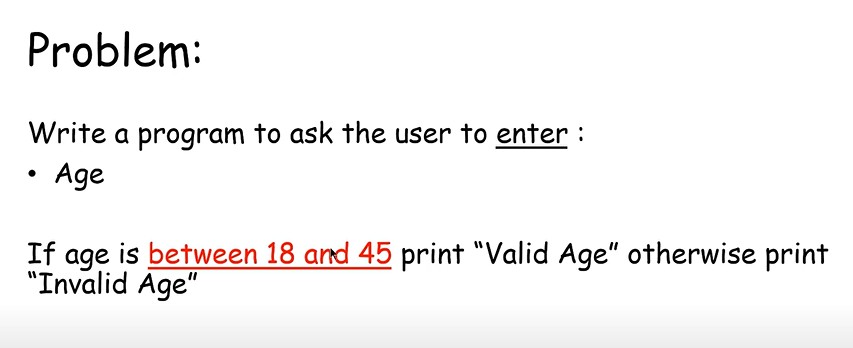 Problem:
Write a program to ask the user to enter :
• Age
If age is between 18 and 45 print “Valid Age” otherwise print
“Invalid Age”